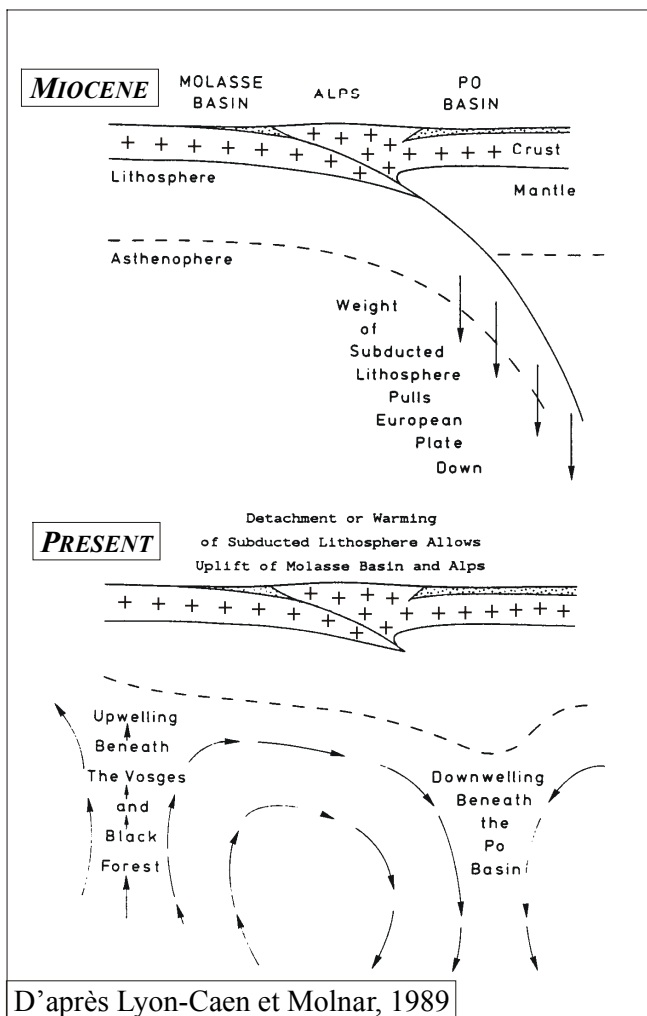 MIOCENE
MOLASSE
BASIN
ALPS
PO
BASIN
Crust
Lithosphere
Mantle
Asthenophere
Weight
of
Subducted
Lithosphere
Pulls
European
Plate
Down
PRESENT
Detachment or Warming
of Subducted Lithosphere Allows
Uplift of Molasse Basin and Alps
Upwelling
Beneath
The Vosges
and
Black
Forest
Downwelling
Beneath
the
Po
Basin
D'après Lyon-Caen et Molnar, 1989